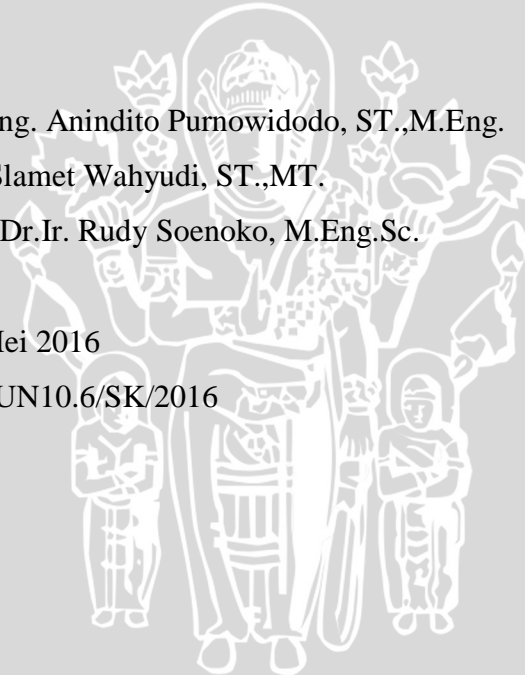 ng. Anindito Purnowidodo, ST.,M.Eng.
Slamet Wahyudi, ST.,MT.
Dr.Ir. Rudy Soenoko, M.Eng.Sc.
Mei 2016
UN10.6/SK/2016